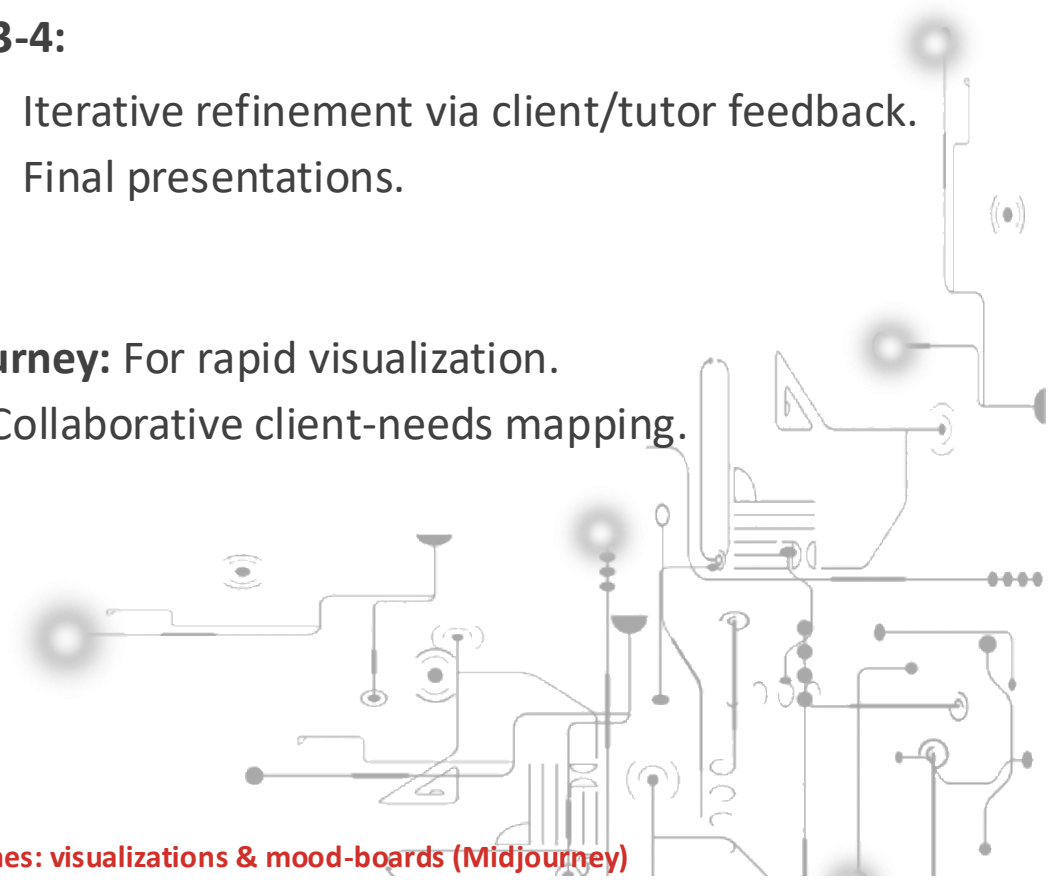 3-4:
Iterative refinement via client/tutor feedback.
Final presentations.
urney: For rapid visualization.
Collaborative client-needs mapping.
nes: visualizations & mood-boards (Midjourney)